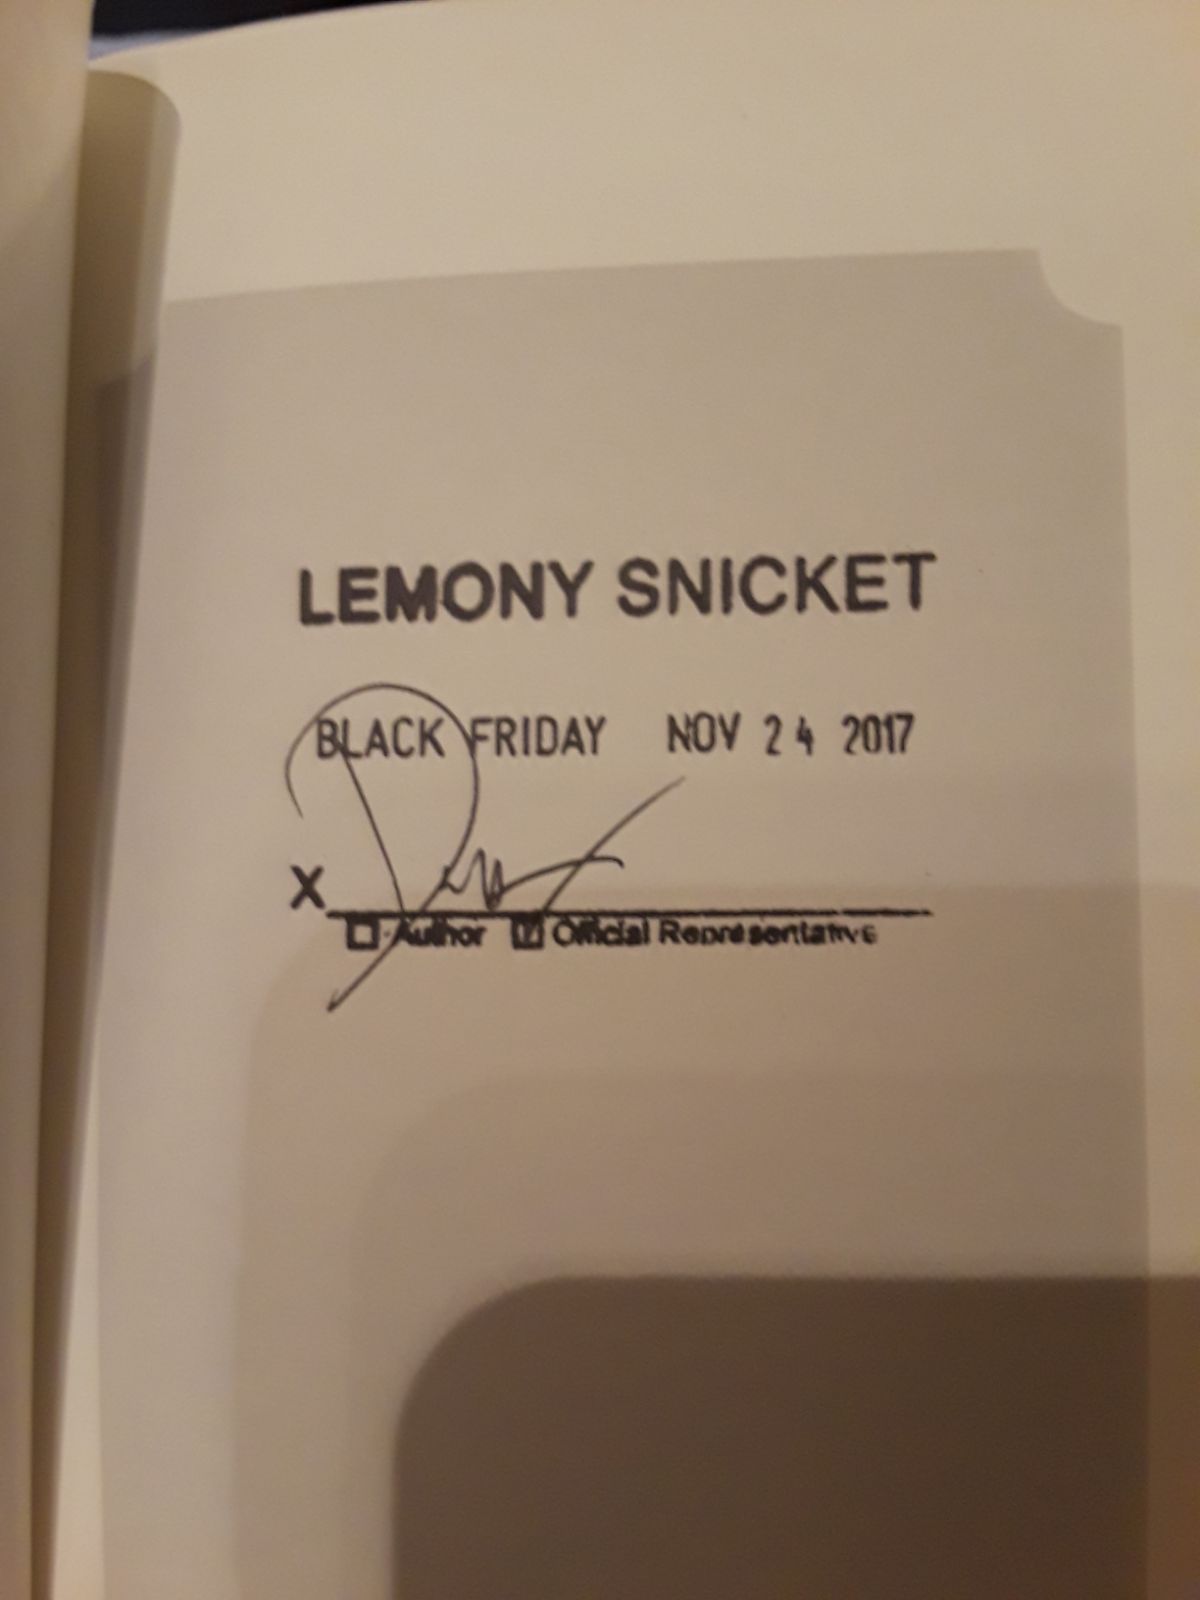 LEMONY SNICKET
BLACK FRIDAY NOV 24 2017
X
Author Official Representative